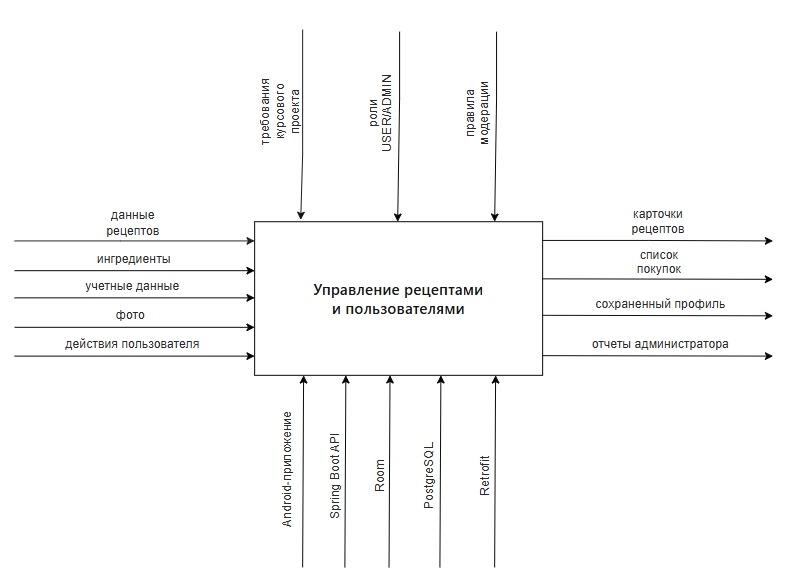 требования
курсового
проекта
роли
USER/ADMIN
правила
модерации
данные
рецептов
ингредиенты
учетные данные
фото
действия пользователя
Управление рецептами
и пользователями
карточки
рецептов
список
покупок
сохраненный профиль
отчеты администратора
Android-приложение
Spring Boot API
Room
PostgreSQL
Retrofit